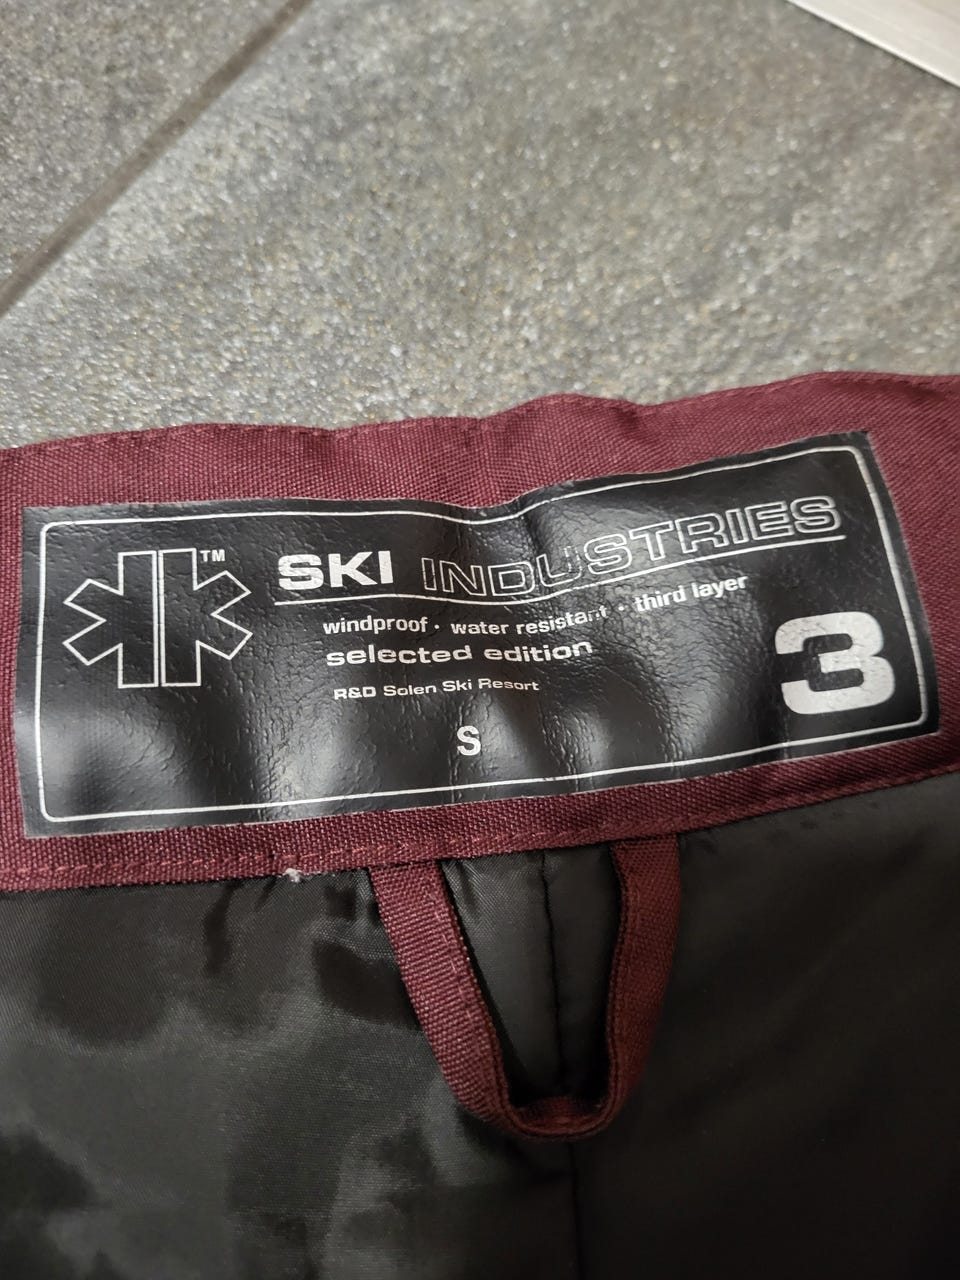 TM
SKI INDUSTRIES
windproof · water resistant · third layer
selected edition
R&D Solen Ski Resort
S
3